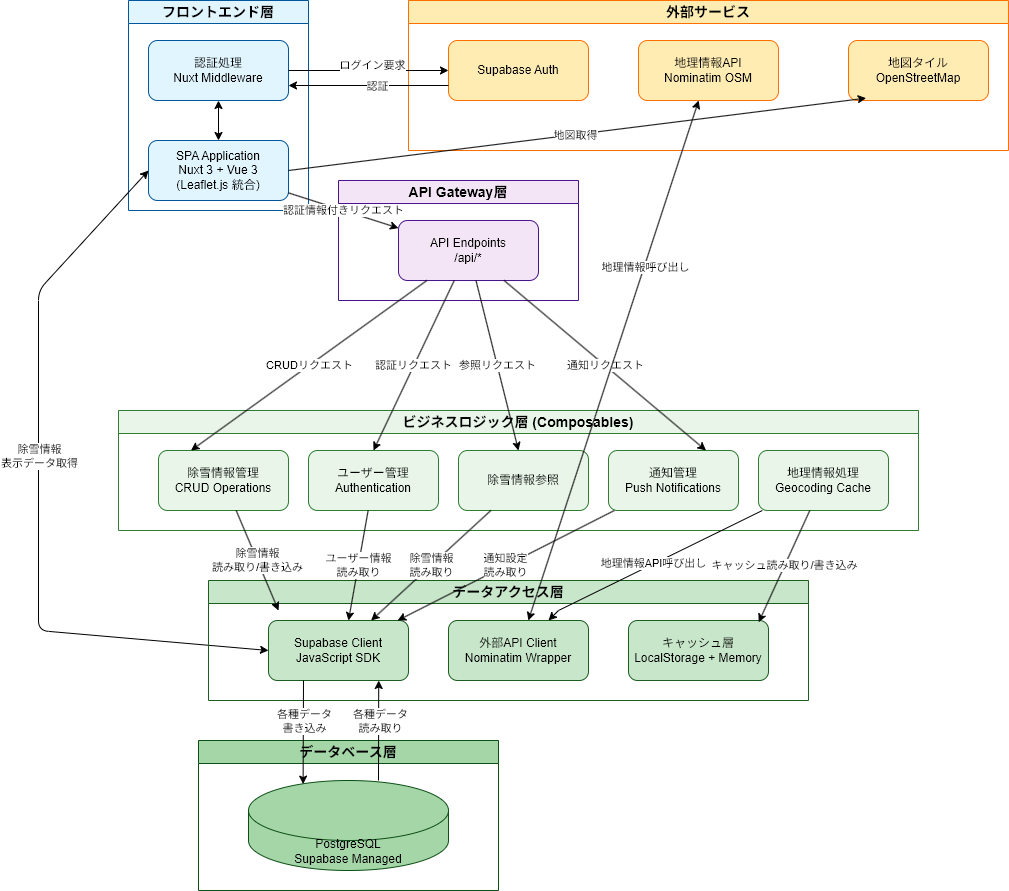 フロントエンド層
外部サービス
認証処理
Nuxt Middleware
ログイン要求
認証
Supabase Auth
地理情報API
Nominatim OSM
地図タイル
OpenStreetMap
SPA Application
Nuxt 3 + Vue 3
(Leaflet.js 統合)
地図取得
認証情報付きリクエスト
API Gateway層
API Endpoints
/api/*
地理情報呼び出し
CRUDリクエスト
認証リクエスト
参照リクエスト
通知リクエスト
ビジネスロジック層 (Composables)
除雪情報
表示データ取得
除雪情報管理
CRUD Operations
ユーザー管理
Authentication
除雪情報参照
通知管理
Push Notifications
地理情報処理
Geocoding Cache
除雪情報
読み取り/書き込み
ユーザー情報
読み取り
除雪情報
読み取り
通知設定
読み取り
地理情報API呼び出し
キャッシュ読み取り/書き込み
データアクセス層
Supabase Client
JavaScript SDK
外部API Client
Nominatim Wrapper
キャッシュ層
LocalStorage + Memory
各種データ
書き込み
各種データ
読み取り
データベース層
PostgreSQL
Supabase Managed